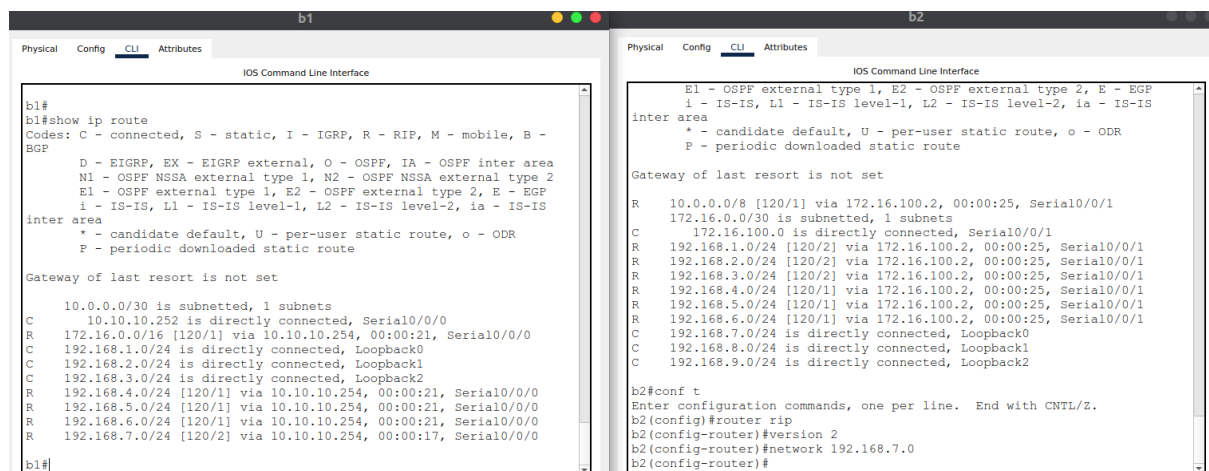 b1
Physical Config CLI Attributes
IOS Command Line Interface
b1#
b1#show ip route
Codes: C - connected, S - static, I - IGRP, R - RIP, M - mobile, B -
BGP
D - EIGRP, EX - EIGRP external, O - OSPF, IA - OSPF inter area
N1 - OSPF NSSA external type 1, N2 - OSPF NSSA external type 2
E1 - OSPF external type 1, E2 - OSPF external type 2, E - EGP
i - IS-IS, L1 - IS-IS level-1, L2 - IS-IS level-2, ia - IS-IS
inter area
* - candidate default, U - per-user static route, o - ODR
P - periodic downloaded static route
Gateway of last resort is not set
10.0.0.0/30 is subnetted, 1 subnets
C 10.10.10.252 is directly connected, Serial0/0/0
R 172.16.0.0/16 [120/1] via 10.10.10.254, 00:00:21, Serial0/0/0
C 192.168.1.0/24 is directly connected, Loopback0
C 192.168.2.0/24 is directly connected, Loopback1
C 192.168.3.0/24 is directly connected, Loopback2
R 192.168.4.0/24 [120/1] via 10.10.10.254, 00:00:21, Serial0/0/0
R 192.168.5.0/24 [120/1] via 10.10.10.254, 00:00:21, Serial0/0/0
R 192.168.6.0/24 [120/1] via 10.10.10.254, 00:00:21, Serial0/0/0
R 192.168.7.0/24 [120/2] via 10.10.10.254, 00:00:17, Serial0/0/0
b1#
b2
Physical Config CLI Attributes
IOS Command Line Interface
E1 - OSPF external type 1, E2 - OSPF external type 2, E - EGP
i - IS-IS, L1 - IS-IS level-1, L2 - IS-IS level-2, ia - IS-IS
inter area
* - candidate default, U - per-user static route, o - ODR
P - periodic downloaded static route
Gateway of last resort is not set
R 10.0.0.0/8 [120/1] via 172.16.100.2, 00:00:25, Serial0/0/1
172.16.0.0/30 is subnetted, 1 subnets
C 172.16.100.0 is directly connected, Serial0/0/1
R 192.168.1.0/24 [120/2] via 172.16.100.2, 00:00:25, Serial0/0/1
R 192.168.2.0/24 [120/2] via 172.16.100.2, 00:00:25, Serial0/0/1
R 192.168.3.0/24 [120/2] via 172.16.100.2, 00:00:25, Serial0/0/1
R 192.168.4.0/24 [120/1] via 172.16.100.2, 00:00:25, Serial0/0/1
R 192.168.5.0/24 [120/1] via 172.16.100.2, 00:00:25, Serial0/0/1
R 192.168.6.0/24 [120/1] via 172.16.100.2, 00:00:25, Serial0/0/1
C 192.168.7.0/24 is directly connected, Loopback0
C 192.168.8.0/24 is directly connected, Loopback1
C 192.168.9.0/24 is directly connected, Loopback2
b2#conf t
Enter configuration commands, one per line. End with CNTL/Z.
b2(config)#router rip
b2(config-router)#version 2
b2(config-router)#network 192.168.7.0
b2(config-router)#